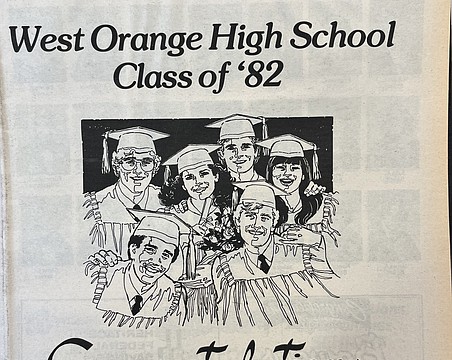 West Orange High School
Class of ‘82